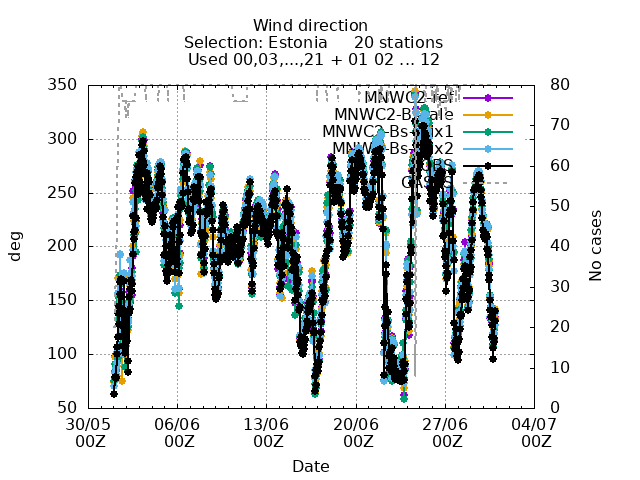 Wind direction
Selection: Estonia 20 stations
Used 00,03,...,21 + 01 02 ... 12
350
300
250
200
150
100
50
80
70
60
50
40
30
20
10
0
MNWC2-ref
30/05 06/06 13/06 20/06 27/06 04/07
00Z 00Z 00Z 00Z 00Z 00Z
deg
No cases
Date